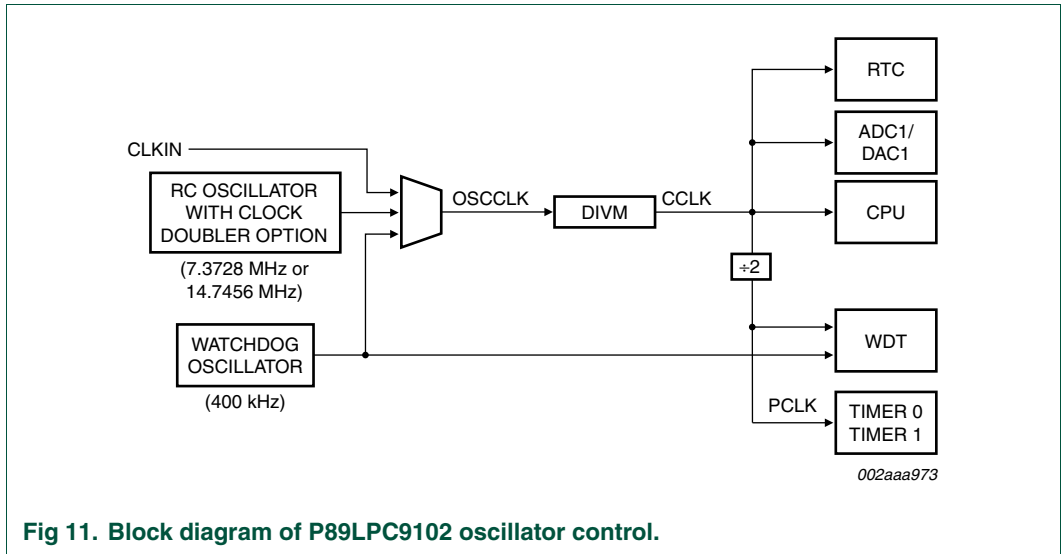 CLKIN
RC OSCILLATOR
WITH CLOCK
DOUBLER OPTION
(7.3728 MHz or
14.7456 MHz)
WATCHDOG
OSCILLATOR
(400 kHz)
OSCCLK
DIVM
CCLK
÷2
PCLK
RTC
ADC1/
DAC1
CPU
WDT
TIMER 0
TIMER 1
002aaa973
Fig 11. Block diagram of P89LPC9102 oscillator control.